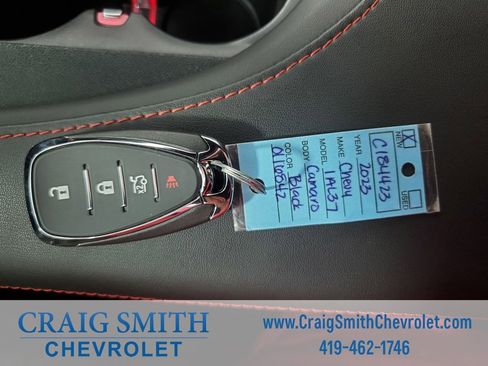 X NEW USED
C184423
YEAR 2023
MAKE Chevy
MODEL 1AL37
BODY Camaro
COLOR Black
CRAIG SMITH
CHEVROLET
www.CraigSmithChevrolet.com
419-462-1746